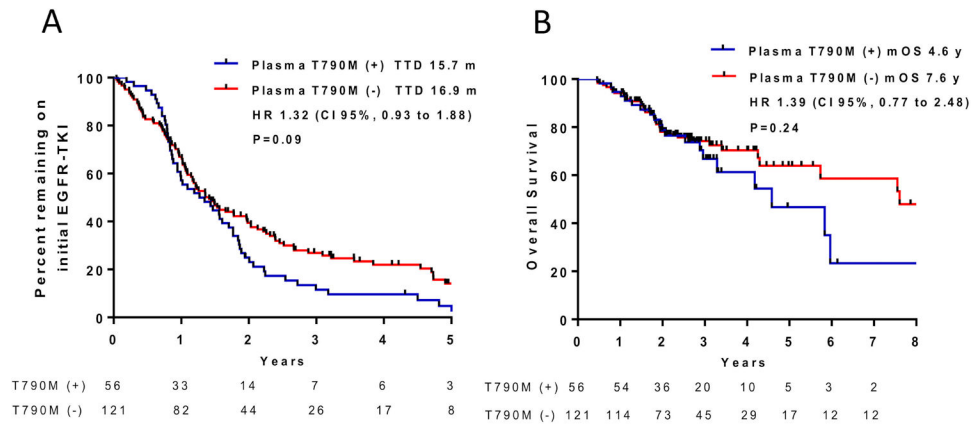 A
Plasma T790M (+) TTD 15.7 m
Plasma T790M (-) TTD 16.9 m
HR 1.32 (CI 95%, 0.93 to 1.88)
P=0.09
Percent remaining on
initial EGFR-TKI
100
80
60
40
20
0
0 1 2 3 4 5
Years
T790M (+) 56 33 14 7 6 3
T790M (-) 121 82 44 26 17 8
B
Plasma T790M (+) mOS 4.6 y
Plasma T790M (-) mOS 7.6 y
HR 1.39 (CI 95%, 0.77 to 2.48)
P=0.24
Overall Survival
100
80
60
40
20
0
0 1 2 3 4 5 6 7 8
Years
T790M (+) 56 54 36 20 10 5 3 2
T790M (-) 121 114 73 45 29 17 12 12